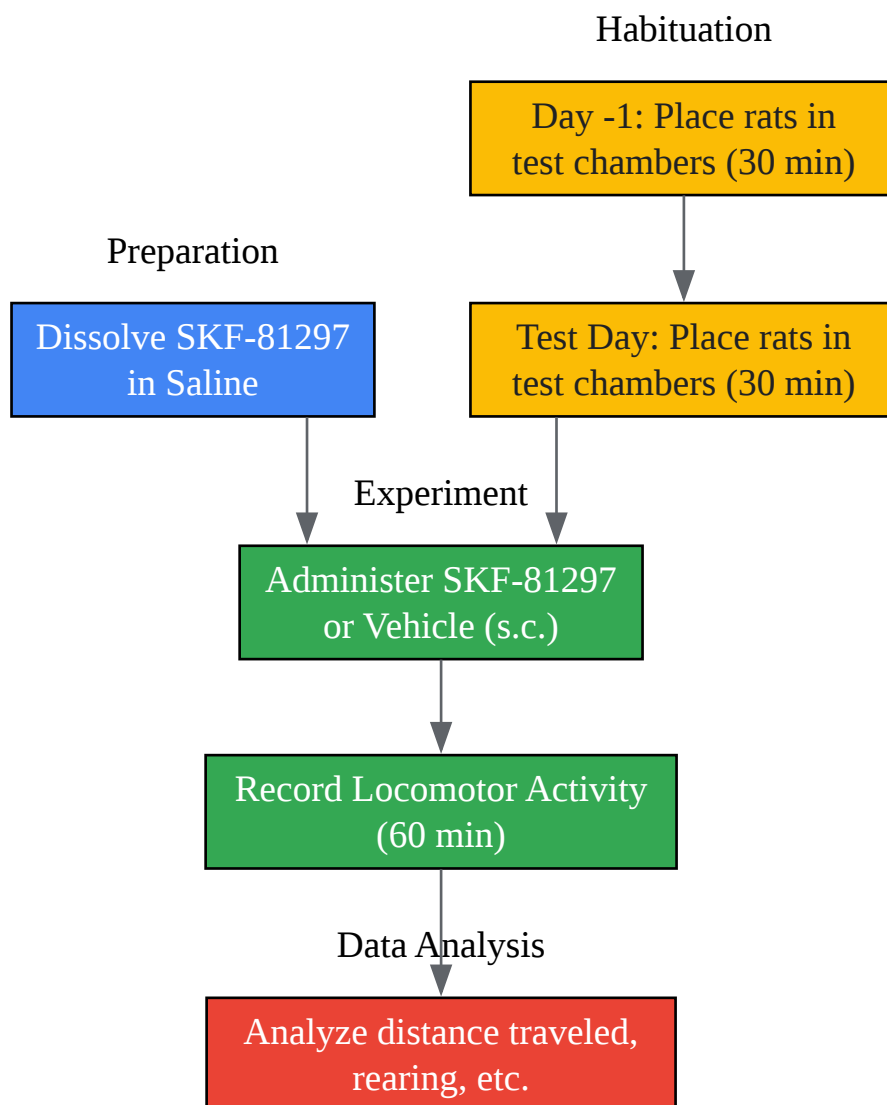 Habituation
Day -1: Place rats in
test chambers (30 min)
Preparation
Dissolve SKF-81297
in Saline
Test Day: Place rats in
test chambers (30 min)
Experiment
Administer SKF-81297
or Vehicle (s.c.)
Record Locomotor Activity
(60 min)
Data Analysis
Analyze distance traveled,
rearing, etc.